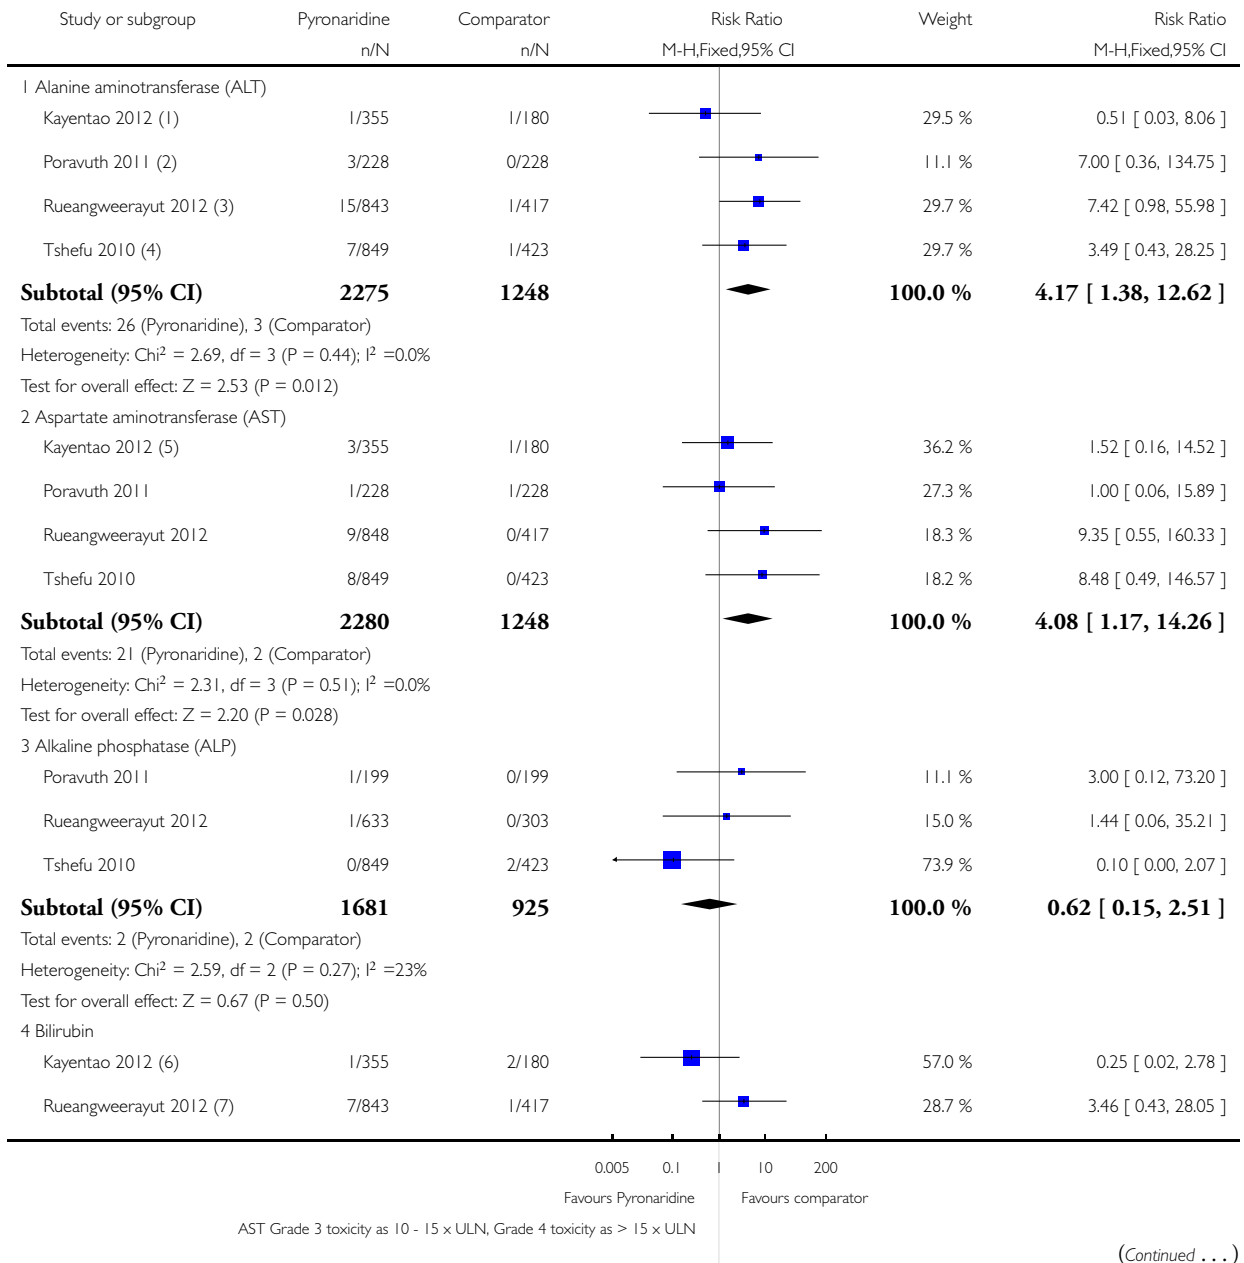 Study or subgroup Pyronaridine Comparator Risk Ratio Weight Risk Ratio
n/N n/N M-H,Fixed,95% CI M-H,Fixed,95% CI
1 Alanine aminotransferase (ALT)
Kayentao 2012 (1) 1/355 1/180 29.5 % 0.51 [ 0.03, 8.06 ]
Poravuth 2011 (2) 3/228 0/228 11.1 % 7.00 [ 0.36, 134.75 ]
Rueangweerayut 2012 (3) 15/843 1/417 29.7 % 7.42 [ 0.98, 55.98 ]
Tshefu 2010 (4) 7/849 1/423 29.7 % 3.49 [ 0.43, 28.25 ]
Subtotal (95% CI) 2275 1248 100.0 % 4.17 [ 1.38, 12.62 ]
Total events: 26 (Pyronaridine), 3 (Comparator)
Heterogeneity: Chi² = 2.69, df = 3 (P = 0.44); I² =0.0%
Test for overall effect: Z = 2.53 (P = 0.012)
2 Aspartate aminotransferase (AST)
Kayentao 2012 (5) 3/355 1/180 36.2 % 1.52 [ 0.16, 14.52 ]
Poravuth 2011 1/228 1/228 27.3 % 1.00 [ 0.06, 15.89 ]
Rueangweerayut 2012 9/848 0/417 18.3 % 9.35 [ 0.55, 160.33 ]
Tshefu 2010 8/849 0/423 18.2 % 8.48 [ 0.49, 146.57 ]
Subtotal (95% CI) 2280 1248 100.0 % 4.08 [ 1.17, 14.26 ]
Total events: 21 (Pyronaridine), 2 (Comparator)
Heterogeneity: Chi² = 2.31, df = 3 (P = 0.51); I² =0.0%
Test for overall effect: Z = 2.20 (P = 0.028)
3 Alkaline phosphatase (ALP)
Poravuth 2011 1/199 0/199 11.1 % 3.00 [ 0.12, 73.20 ]
Rueangweerayut 2012 1/633 0/303 15.0 % 1.44 [ 0.06, 35.21 ]
Tshefu 2010 0/849 2/423 73.9 % 0.10 [ 0.00, 2.07 ]
Subtotal (95% CI) 1681 925 100.0 % 0.62 [ 0.15, 2.51 ]
Total events: 2 (Pyronaridine), 2 (Comparator)
Heterogeneity: Chi² = 2.59, df = 2 (P = 0.27); I² =23%
Test for overall effect: Z = 0.67 (P = 0.50)
4 Bilirubin
Kayentao 2012 (6) 1/355 2/180 57.0 % 0.25 [ 0.02, 2.78 ]
Rueangweerayut 2012 (7) 7/843 1/417 28.7 % 3.46 [ 0.43, 28.05 ]
0.005 0.1 1 10 200
Favours Pyronaridine Favours comparator
AST Grade 3 toxicity as 10 - 15 x ULN, Grade 4 toxicity as > 15 x ULN
(Continued . . . )